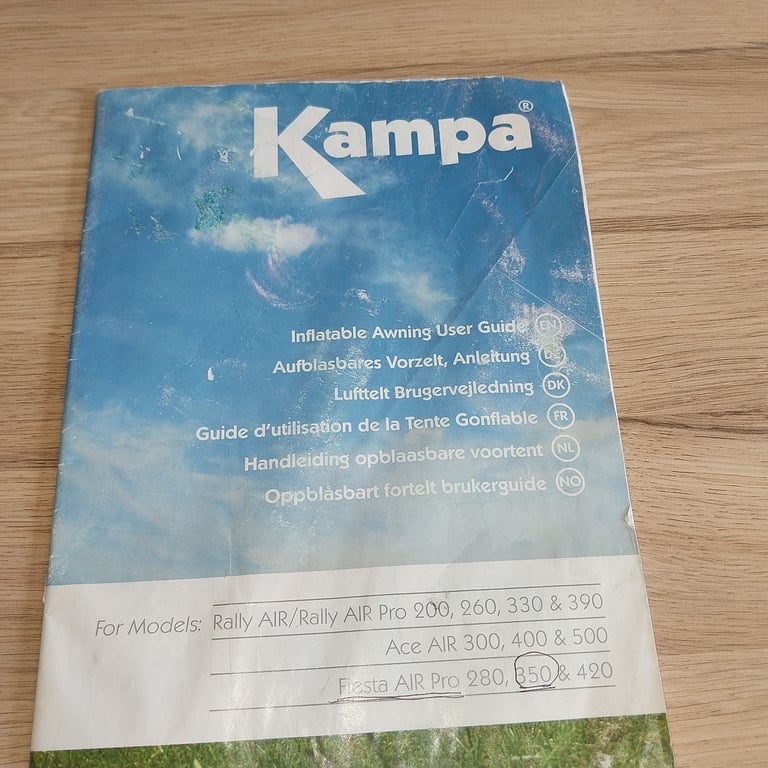 Kampa®
Inflatable Awning User Guide EN
Aufblasbares Vorzelt, Anleitung
Lufttelt Brugervejledning DK
Guide d'utilisation de la Tente Gonflable FR
Handleiding opblaasbare voortent NL
Oppblåsbart fortelt brukerguide NO
For Models: Rally AIR/Rally AIR Pro 200, 260, 330 & 390
Ace AIR 300, 400 & 500
Fiesta AIR Pro 280, 350 & 420